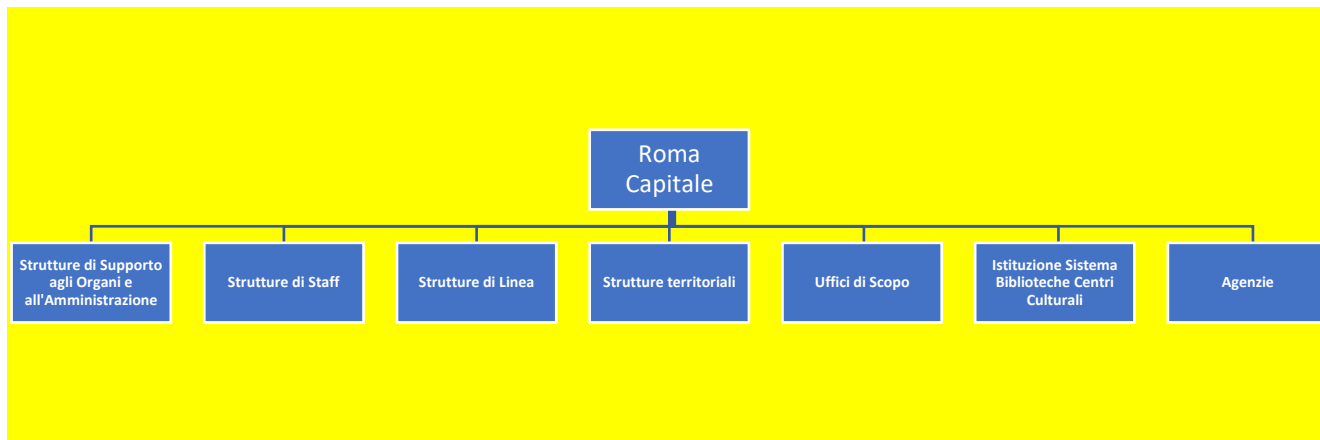 Roma
Capitale
Strutture di Supporto
agli Organi e
all'Amministrazione
Strutture di Staff
Strutture di Linea
Strutture territoriali
Uffici di Scopo
Istituzione Sistema
Biblioteche Centri
Culturali
Agenzie